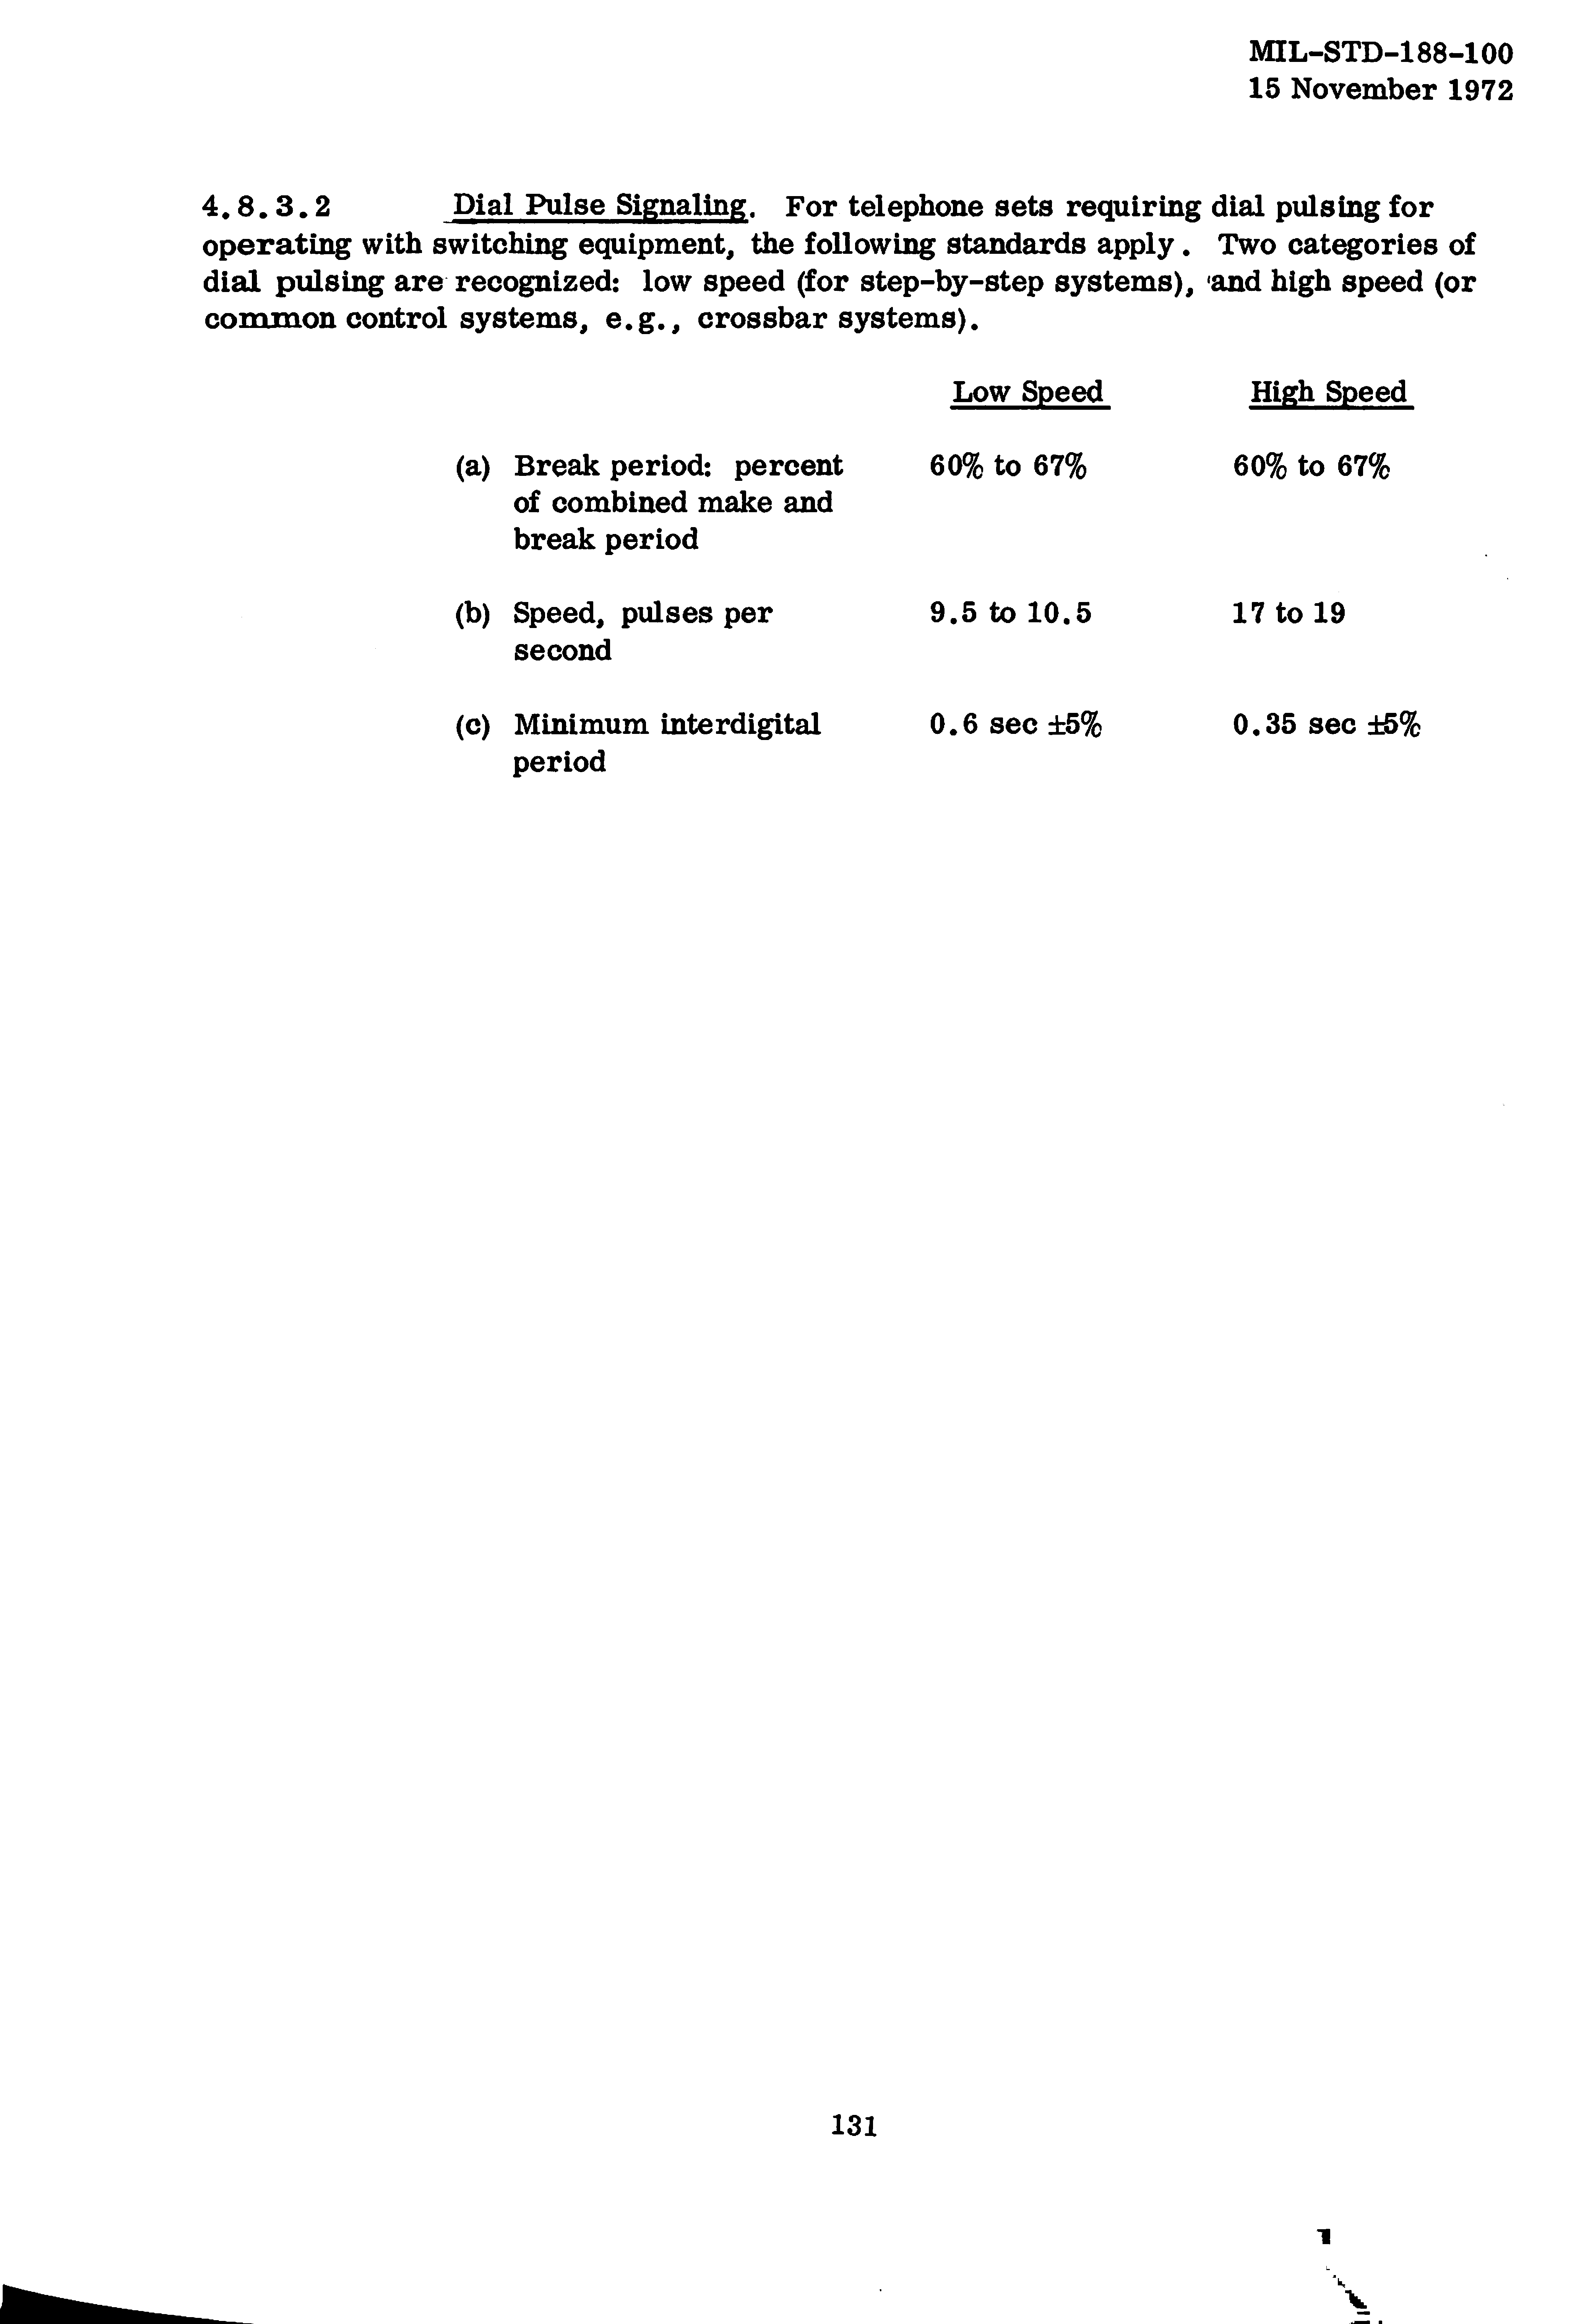 MIL-STD-188-100
15 November 1972
4.8.3.2 Dial Pulse Signaling. For telephone sets requiring dial pulsing for
operating with switching equipment, the following standards apply. Two categories of
dial pulsing are recognized: low speed (for step-by-step systems), and high speed (or
common control systems, e.g., crossbar systems).
Low Speed High Speed
(a) Break period: percent 60% to 67% 60% to 67%
of combined make and
break period
(b) Speed, pulses per 9.5 to 10.5 17 to 19
second
(c) Minimum interdigital 0.6 sec ±5% 0.35 sec ±5%
period
131